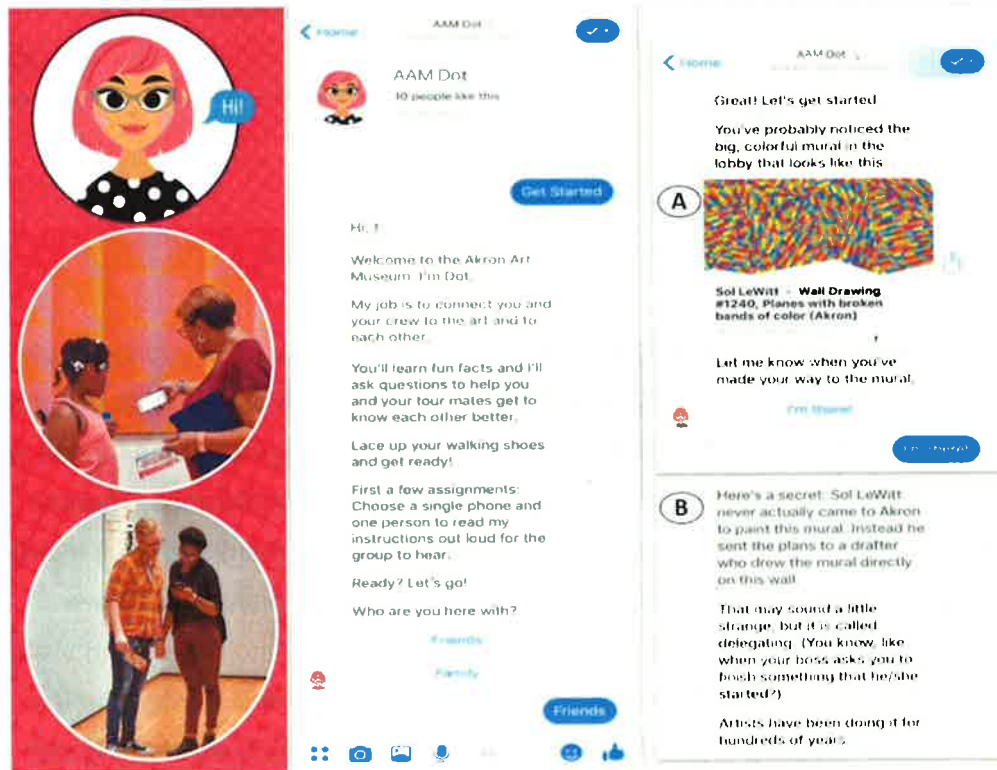 Hi!
Home
AAM Dot
AAM Dot
10 people like this
Get Started
Welcome to the Akron Art
Museum. I'm Dot.
My job is to connect you and
your crew to the art and to
each other.
You'll learn fun facts and I'll
ask questions to help you
and your tour mates get to
know each other better.
Lace up your walking shoes
and get ready!
First a few assignments:
Choose a single phone and
one person to read my
instructions out loud for the
group to hear.
Ready? Let's go!
Who are you here with?
Friends
Family
Friends
Home
AAM Dot
Great! Let's get started
You've probably noticed the
big, colorful mural in the
lobby that looks like this
A
Sol LeWitt - Wall Drawing
#1240, Planes with broken
bands of color (Akron)
Let me know when you've
made your way to the mural.
I'm there!
B
Here's a secret: Sol LeWitt
never actually came to Akron
to paint this mural. Instead he
sent the plans to a drafter
who drew the mural directly
on this wall
That may sound a little
strange, but it is called
delegating. (You know, like
when your boss asks you to
finish something that he/she
started?)
Artists have been doing it for
hundreds of years